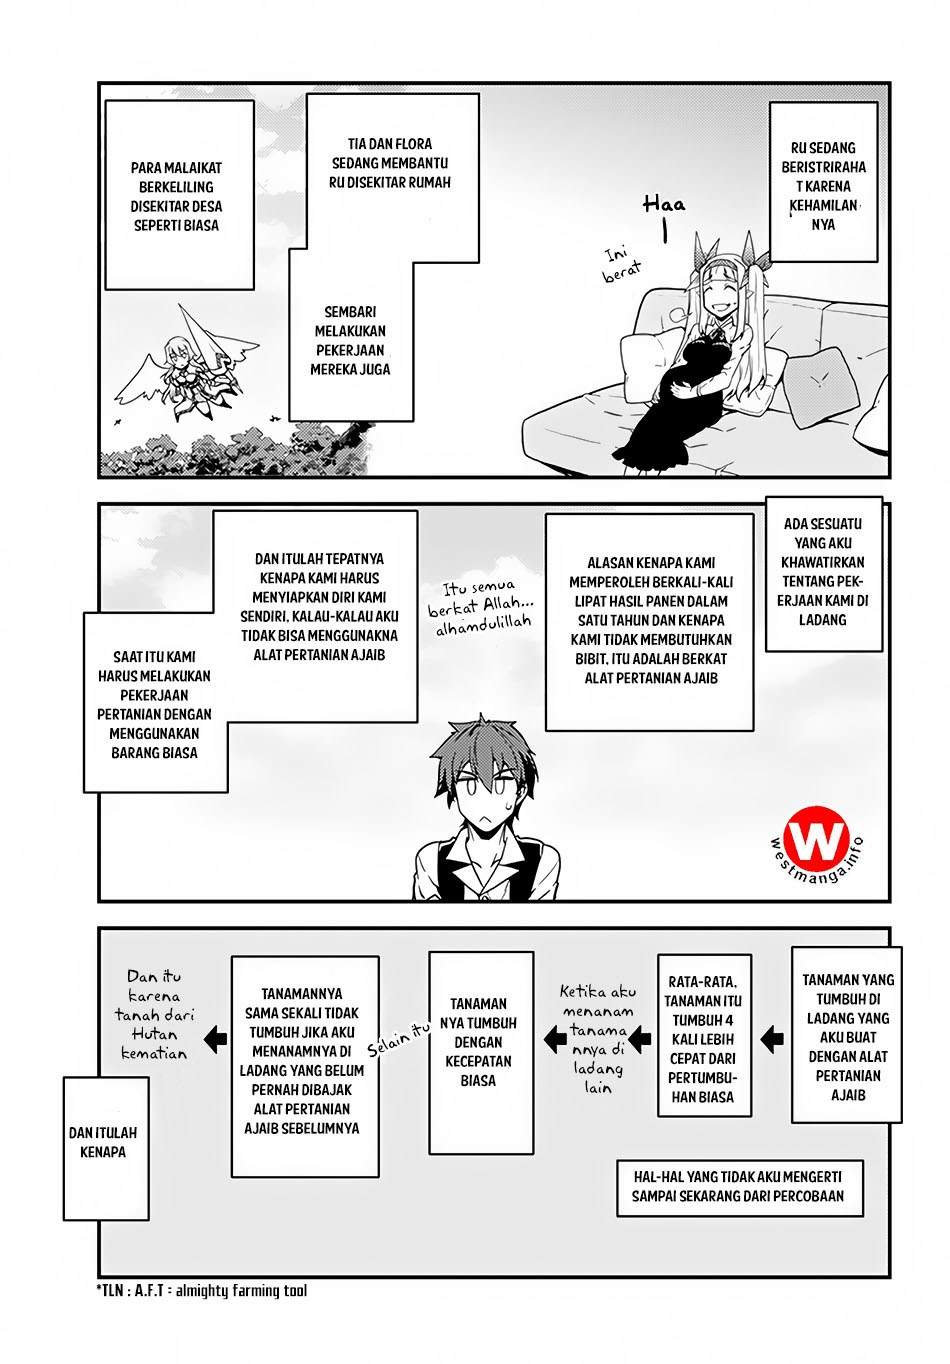 RU SEDANG
BERISTRIRAHA
T KARENA
KEHAMILAN
NYA
Haa
Ini
berat
TIA DAN FLORA
SEDANG MEMBANTU
RU DISEKITAR RUMAH
SEMBARI
MELAKUKAN
PEKERJAAN
MEREKA JUGA
PARA MALAIKAT
BERKELILING
DISEKITAR DESA
SEPERTI BIASA
ADA SESUATU
YANG AKU
KHAWATIRKAN
TENTANG PEK-
ERJAAN KAMI DI
LADANG
ALASAN KENAPA KAMI
MEMPEROLEH BERKALI-KALI
LIPAT HASIL PANEN DALAM
SATU TAHUN DAN KENAPA
KAMI TIDAK MEMBUTUHKAN
BIBIT, ITU ADALAH BERKAT
ALAT PERTANIAN AJAIB
Itu semua
berkat Allah...
alhamdulillah
DAN ITULAH TEPATNYA
KENAPA KAMI HARUS
MENYIAPKAN DIRI KAMI
SENDIRI, KALAU-KALAU AKU
TIDAK BISA MENGGUNAKNA
ALAT PERTANIAN AJAIB
SAAT ITU KAMI
HARUS MELAKUKAN
PEKERJAAN
PERTANIAN DENGAN
MENGGUNAKAN
BARANG BIASA
W
westmanga.info
HAL-HAL YANG TIDAK AKU MENGERTI
SAMPAI SEKARANG DARI PERCOBAAN
TANAMAN YANG
TUMBUH DI
LADANG YANG
AKU BUAT
DENGAN ALAT
PERTANIAN
AJAIB
RATA-RATA,
TANAMAN ITU
TUMBUH 4
KALI LEBIH
CEPAT DARI
PERTUMBU-
HAN BIASA
Ketika aku
menanam
tanama
nnya di
ladang
lain
TANAMAN
NYA TUMBUH
DENGAN
KECEPATAN
BIASA
Selain itu
TANAMANNYA
SAMA SEKALI TIDAK
TUMBUH JIKA AKU
MENANAMNYA DI
LADANG YANG BELUM
PERNAH DIBAJAK
ALAT PERTANIAN
AJAIB SEBELUMNYA
Dan itu
karena
tanah dari
Hutan
kematian
DAN ITULAH
KENAPA
*TLN : A.F.T = almighty farming tool